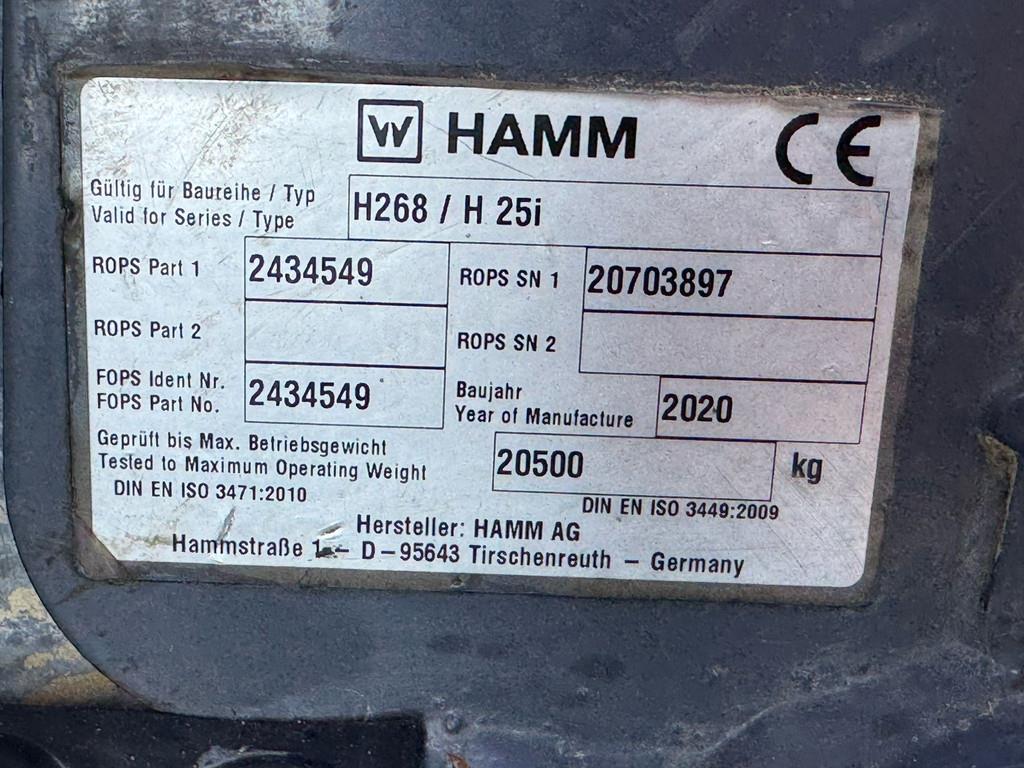 W HAMM CE
Gültig für Baureihe / Typ
Valid for Series / Type
H268 / H 25i
ROPS Part 1 2434549 ROPS SN 1 20703897
ROPS Part 2 ROPS SN 2
FOPS Ident Nr.
FOPS Part No.
2434549
Baujahr
Year of Manufacture
2020
Geprüft bis Max. Betriebsgewicht
Tested to Maximum Operating Weight
20500 kg
DIN EN ISO 3471:2010
DIN EN ISO 3449:2009
Hersteller: HAMM AG
Hammstraße 1 – D–95643 Tirschenreuth – Germany